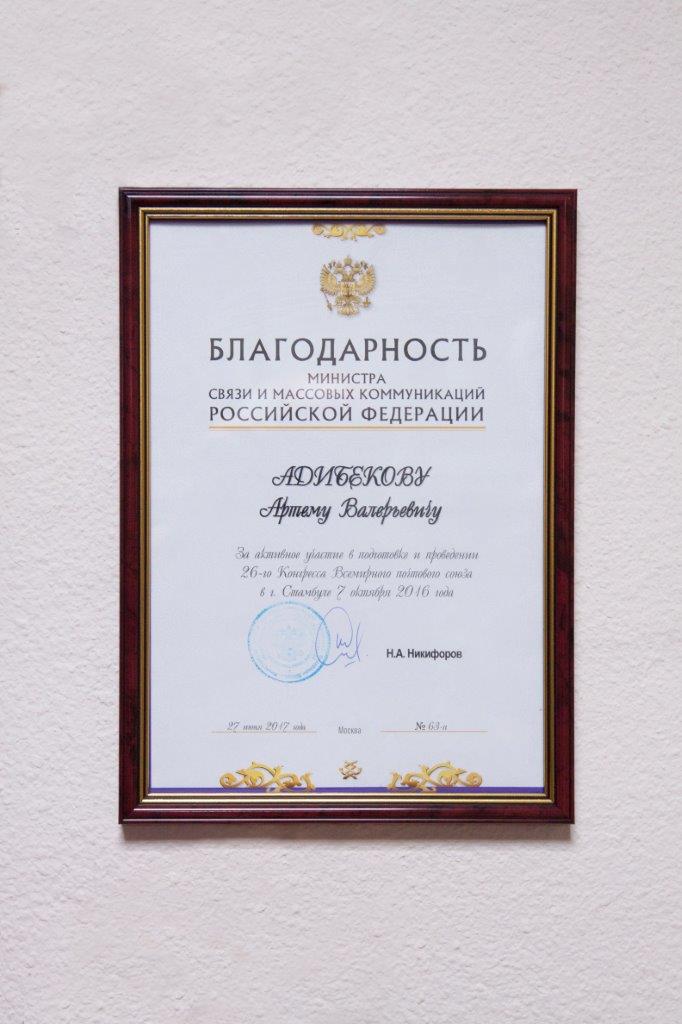 БЛАГОДАРНОСТЬ
МИНИСТРА
СВЯЗИ И МАССОВЫХ КОММУНИКАЦИЙ
РОССИЙСКОЙ ФЕДЕРАЦИИ
АДИБЕКОВУ
Артему Валерьевичу
За активное участие в подготовке и проведении
26-го Конгресса Всемирного почтового союза
в г. Стамбуле 7 октября 2016 года
Н.А. Никифоров
27 июня 2017 года Москва № 63-п